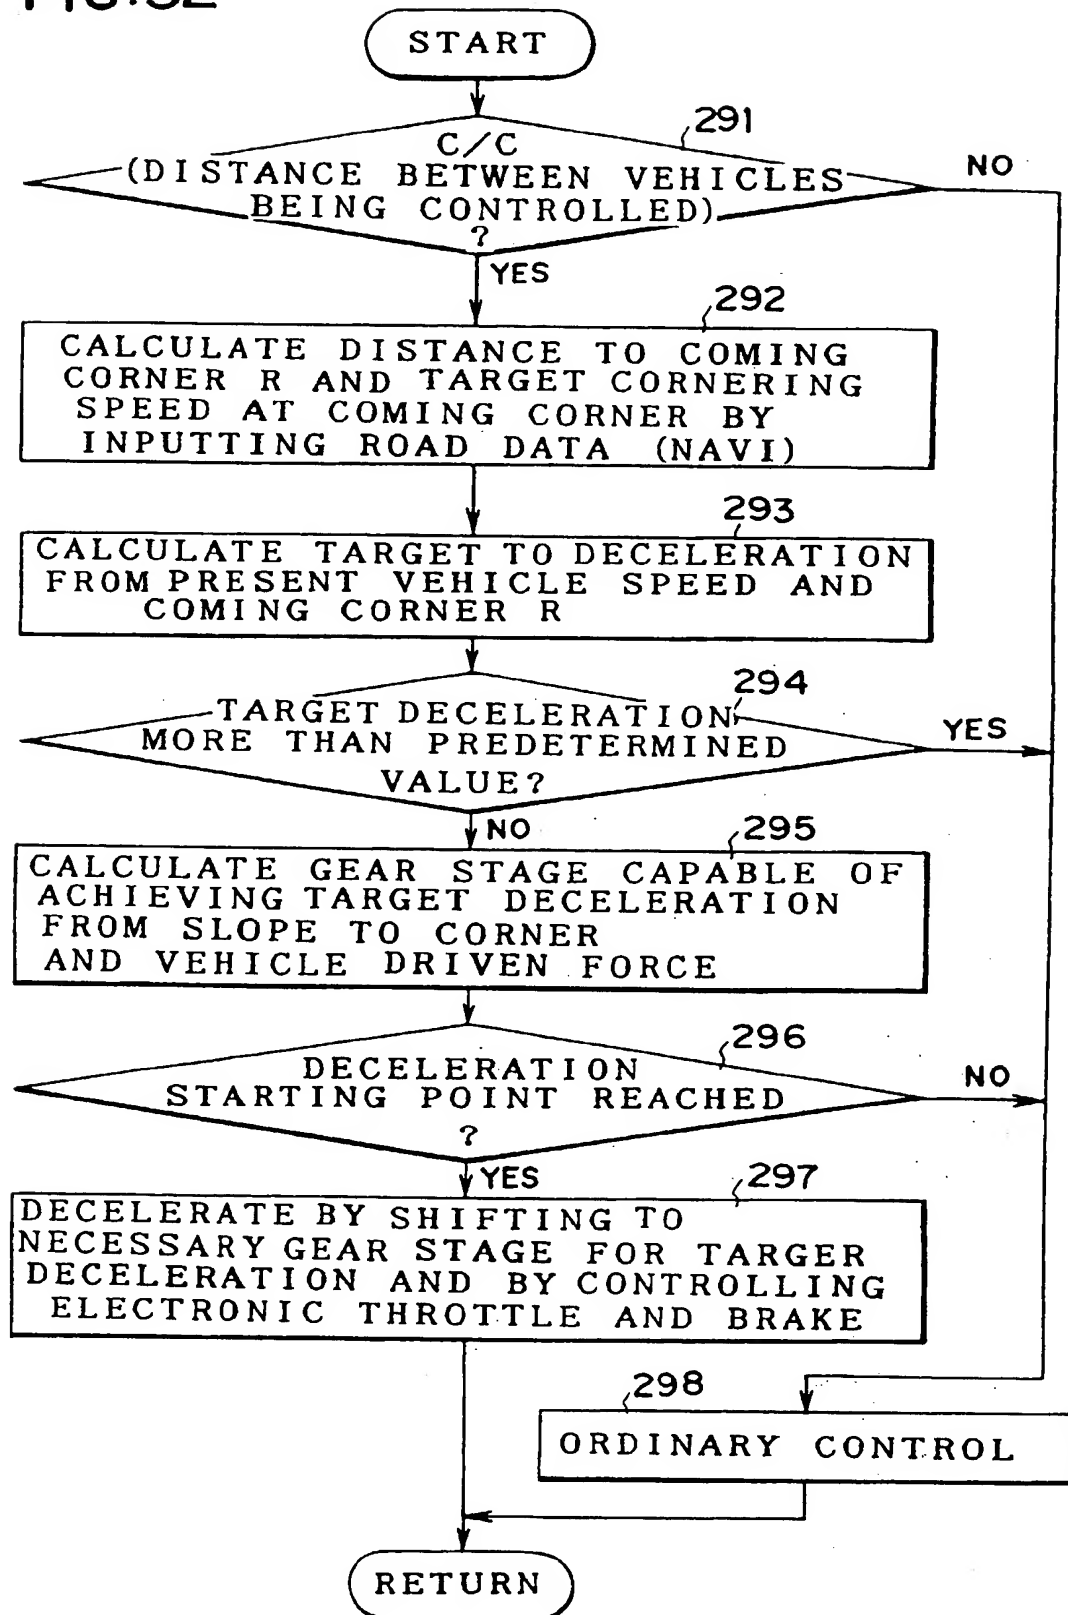 START
291
C/C
(DISTANCE BETWEEN VEHICLES
BEING CONTROLLED)
?
NO
YES
292
CALCULATE DISTANCE TO COMING
CORNER R AND TARGET CORNERING
SPEED AT COMING CORNER BY
INPUTTING ROAD DATA (NAVI)
293
CALCULATE TARGET TO DECELERATION
FROM PRESENT VEHICLE SPEED AND
COMING CORNER R
294
TARGET DECELERATION
MORE THAN PREDETERMINED
VALUE?
YES
NO
295
CALCULATE GEAR STAGE CAPABLE OF
ACHIEVING TARGET DECELERATION
FROM SLOPE TO CORNER
AND VEHICLE DRIVEN FORCE
296
DECELERATION
STARTING POINT REACHED
?
NO
YES
297
DECELERATE BY SHIFTING TO
NECESSARY GEAR STAGE FOR TARGER
DECELERATION AND BY CONTROLLING
ELECTRONIC THROTTLE AND BRAKE
298
ORDINARY CONTROL
RETURN